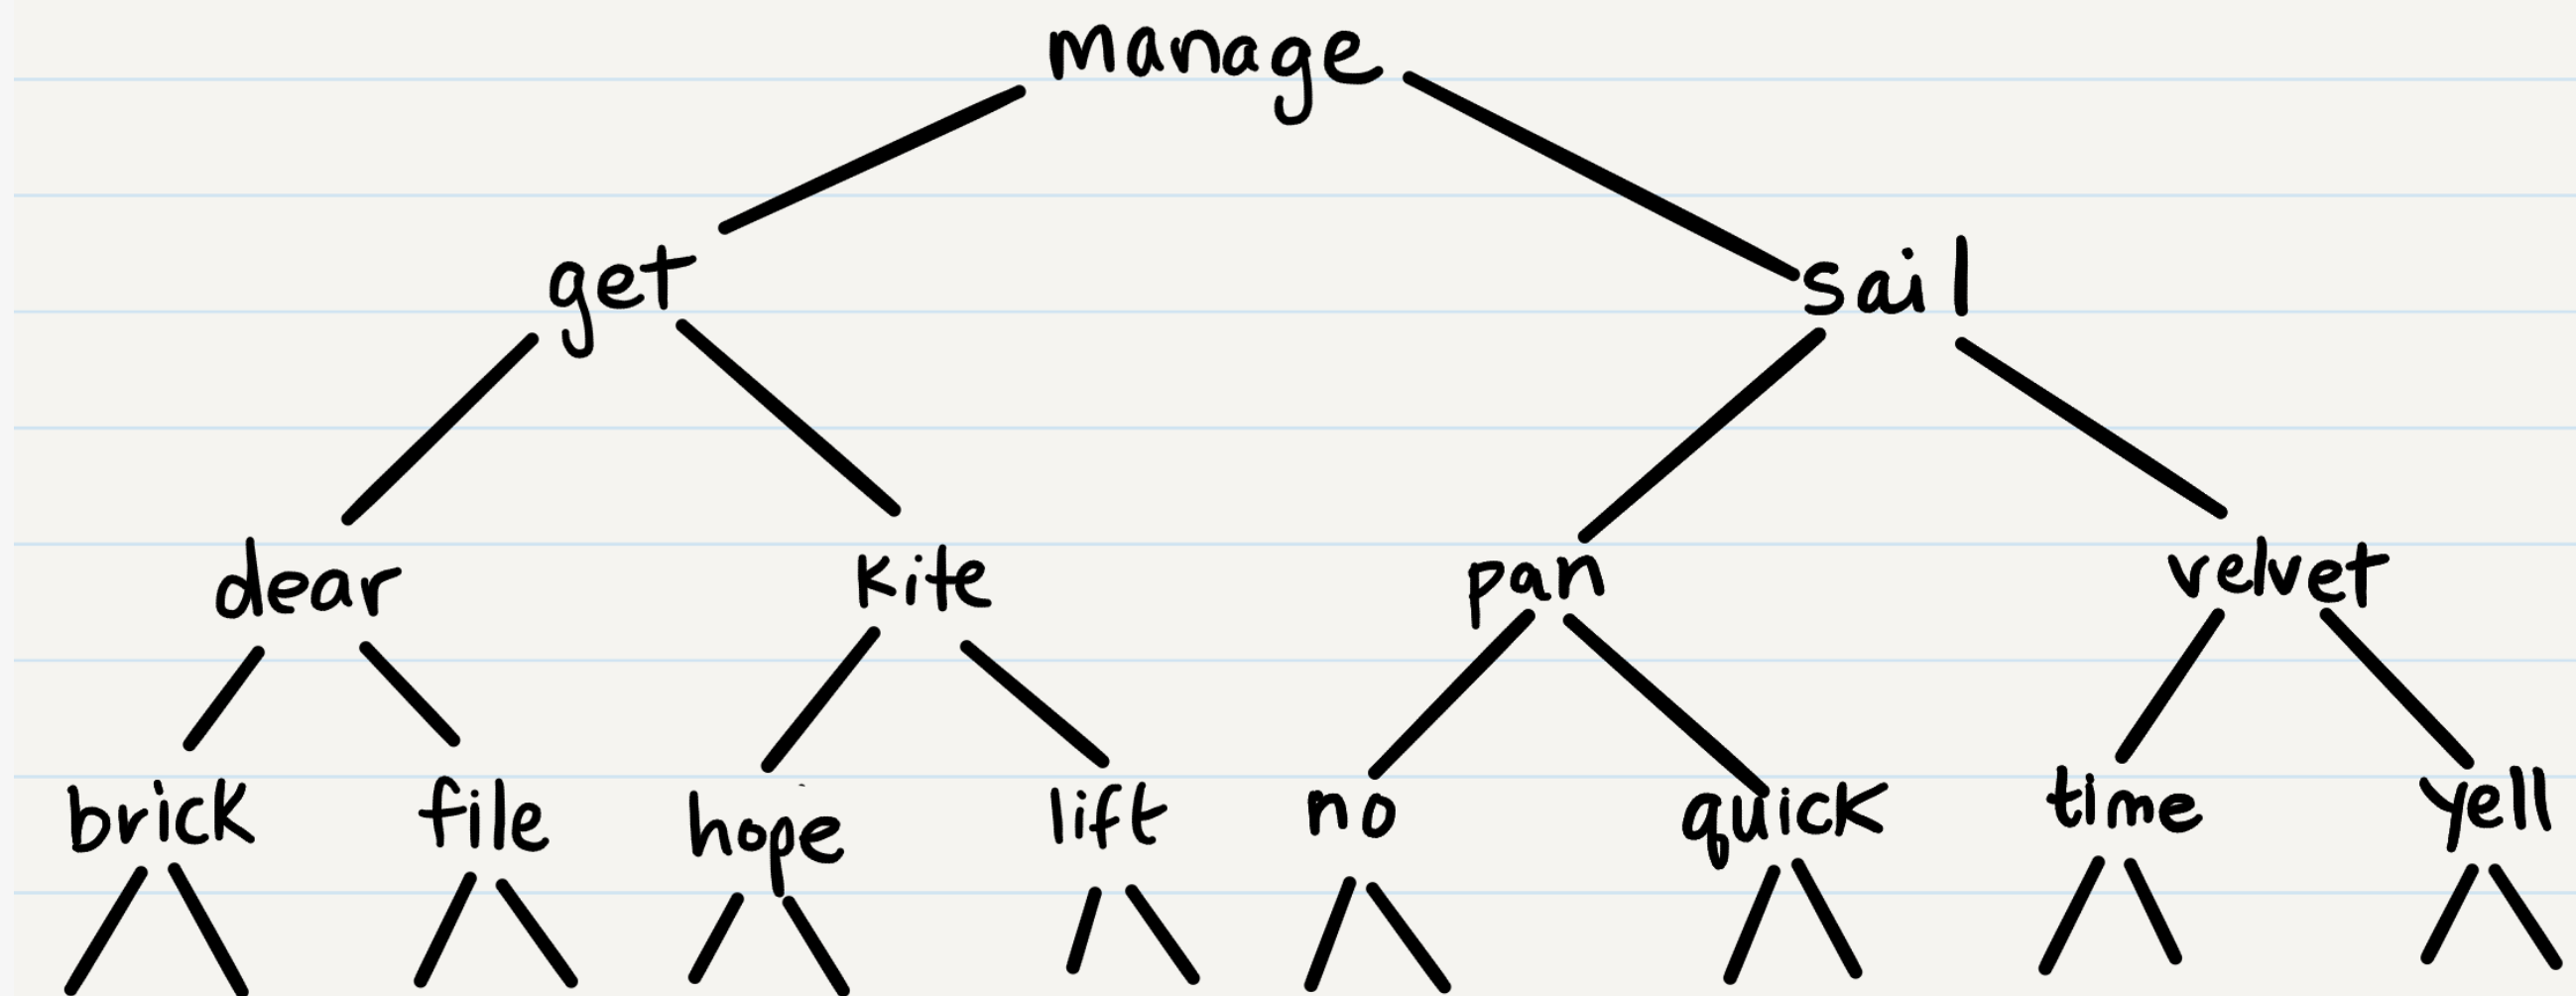 manage
get sail
dear kite pan velvet
brick file hope lift no quick time yell